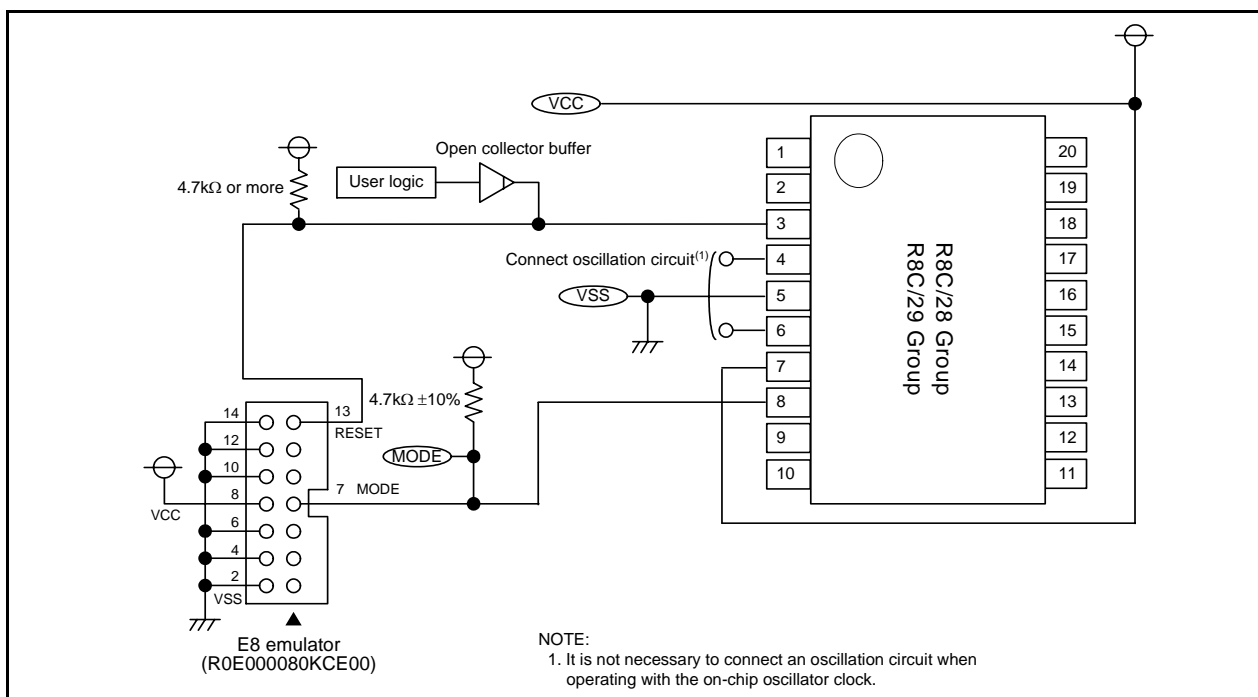 VCC
Open collector buffer
4.7kΩ or more
User logic
1
2
3
4
5
6
7
8
9
10
20
19
18
17
16
15
14
13
12
11
R8C/28 Group
R8C/29 Group
Connect oscillation circuit(1)
VSS
4.7kΩ ±10%
MODE
14
12
10
8
6
4
2
13
RESET
7 MODE
VCC
VSS
E8 emulator
(R0E000080KCE00)
NOTE:
1. It is not necessary to connect an oscillation circuit when
operating with the on-chip oscillator clock.